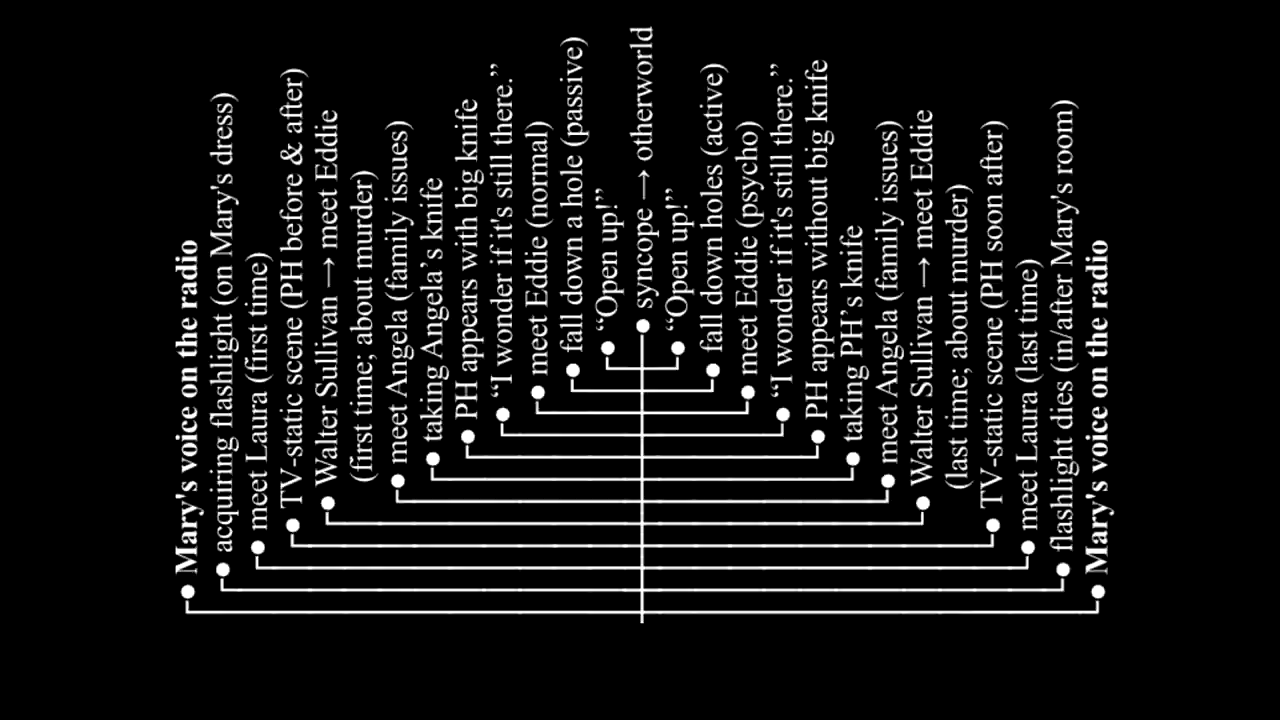 Mary's voice on the radio
acquiring flashlight (on Mary's dress)
meet Laura (first time)
TV-static scene (PH before & after)
Walter Sullivan → meet Eddie
(first time; about murder)
meet Angela (family issues)
taking Angela's knife
PH appears with big knife
“I wonder if it's still there.”
meet Eddie (normal)
fall down a hole (passive)
“Open up!”
syncope → otherworld
“Open up!”
fall down holes (active)
meet Eddie (psycho)
“I wonder if it's still there.”
PH appears without big knife
taking PH’s knife
meet Angela (family issues)
Walter Sullivan → meet Eddie
(last time; about murder)
TV-static scene (PH soon after)
meet Laura (last time)
flashlight dies (in/after Mary's room)
Mary's voice on the radio